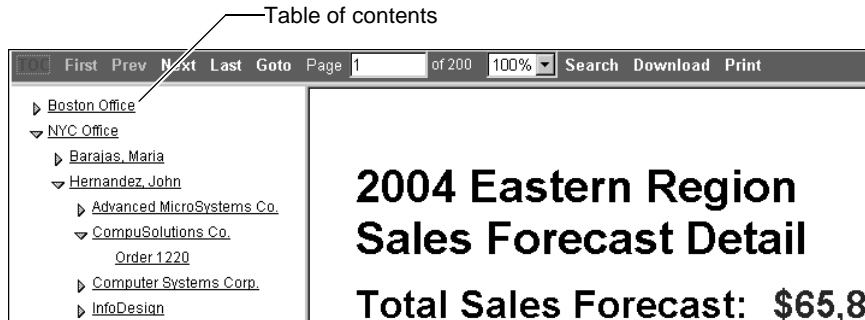 Table of contents
TOC First Prev Next Last Goto Page 1 of 200 100% Search Download Print
Boston Office
NYC Office
Barajas, Maria
Hernandez, John
Advanced MicroSystems Co.
CompuSolutions Co.
Order 1220
Computer Systems Corp.
InfoDesign
2004 Eastern Region
Sales Forecast Detail
Total Sales Forecast: $65,8